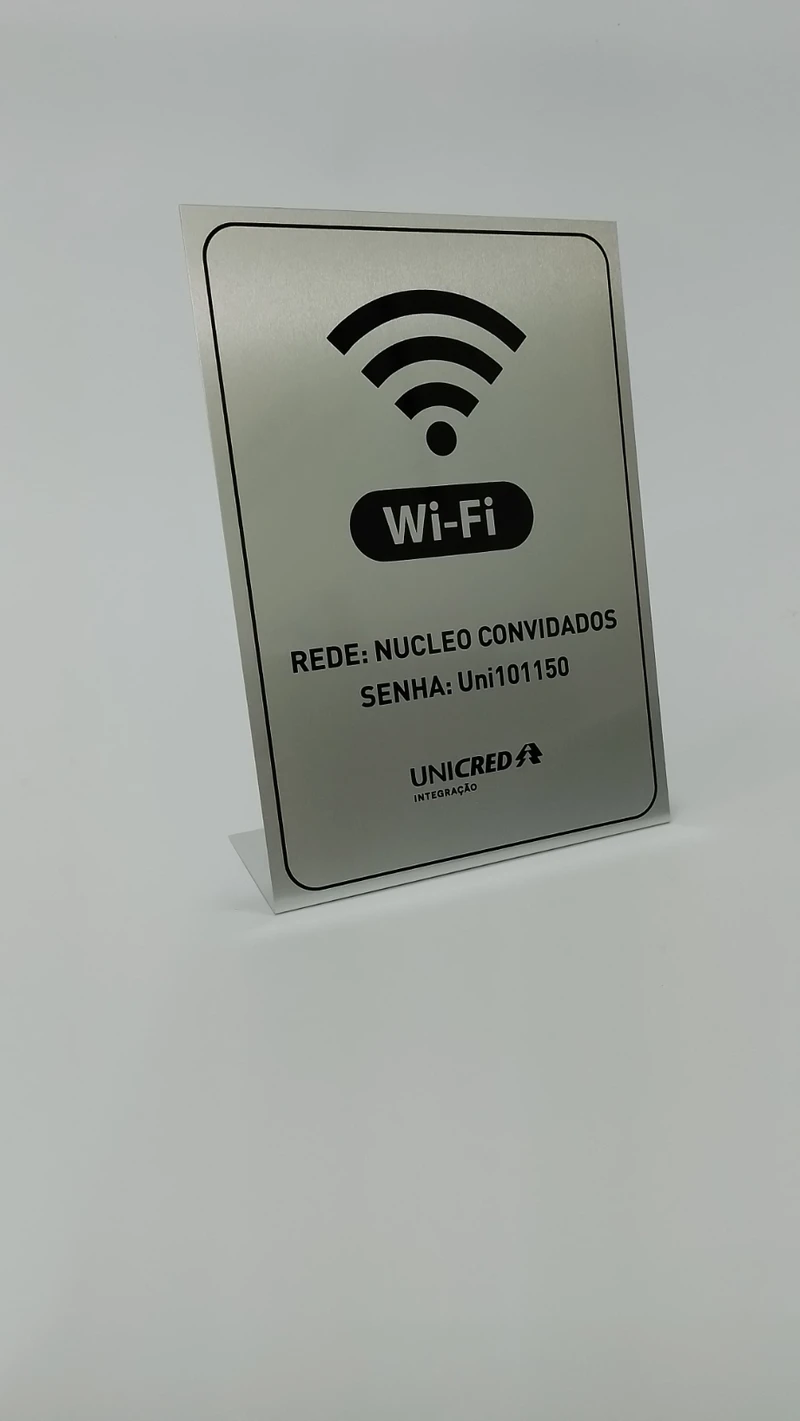 Wi-Fi
REDE: NUCLEO CONVIDADOS
SENHA: Uni101150
UNICRED
INTEGRAÇÃO